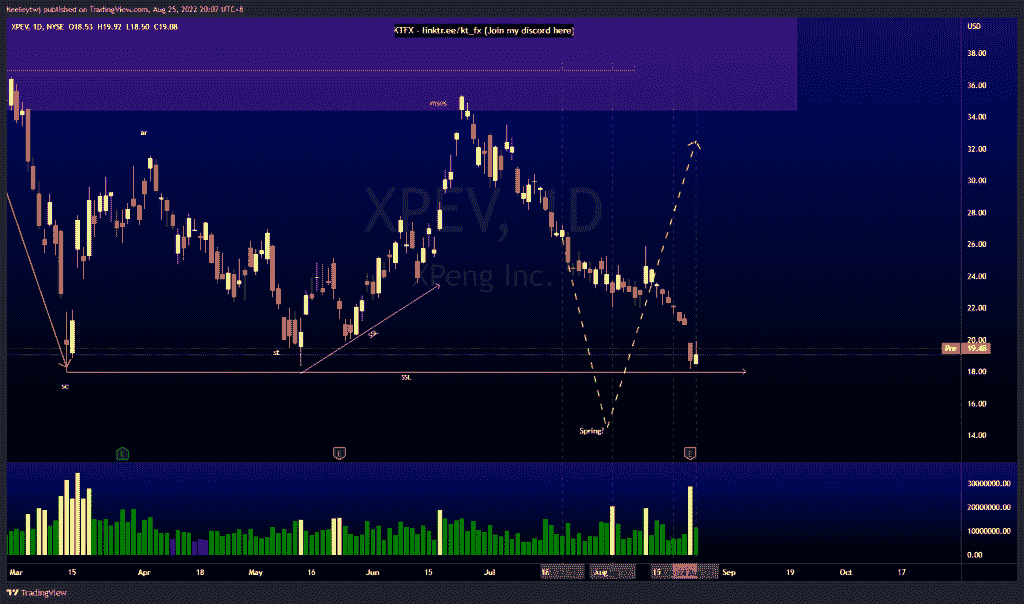 Keeleytwj published on TradingView.com, Aug 25, 2022 20:07 UTC+8
XPEV, 1D, NYSE O18.53 H19.92 L18.50 C19.08
KTFX - linktr.ee/kt_fx (Join my discord here)
USD
38.00
36.00
34.00
32.00
30.00
28.00
26.00
24.00
22.00
20.00
Pre 19.48
18.00
16.00
14.00
msos
ar
XPEV, 1D
XPeng Inc.
st
SSL
sc
Spring?
E
E
E
30000000.00
20000000.00
10000000.00
0.00
Mar 15 Apr 18 May 16 Jun 15 Jul 18 Aug 15 Sep 19 Oct 17
TradingView